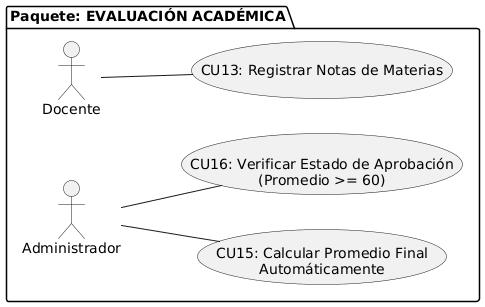 Paquete: EVALUACIÓN ACADÉMICA
CU13: Registrar Notas de Materias
Docente
CU16: Verificar Estado de Aprobación
(Promedio >= 60)
Administrador
CU15: Calcular Promedio Final
Automáticamente